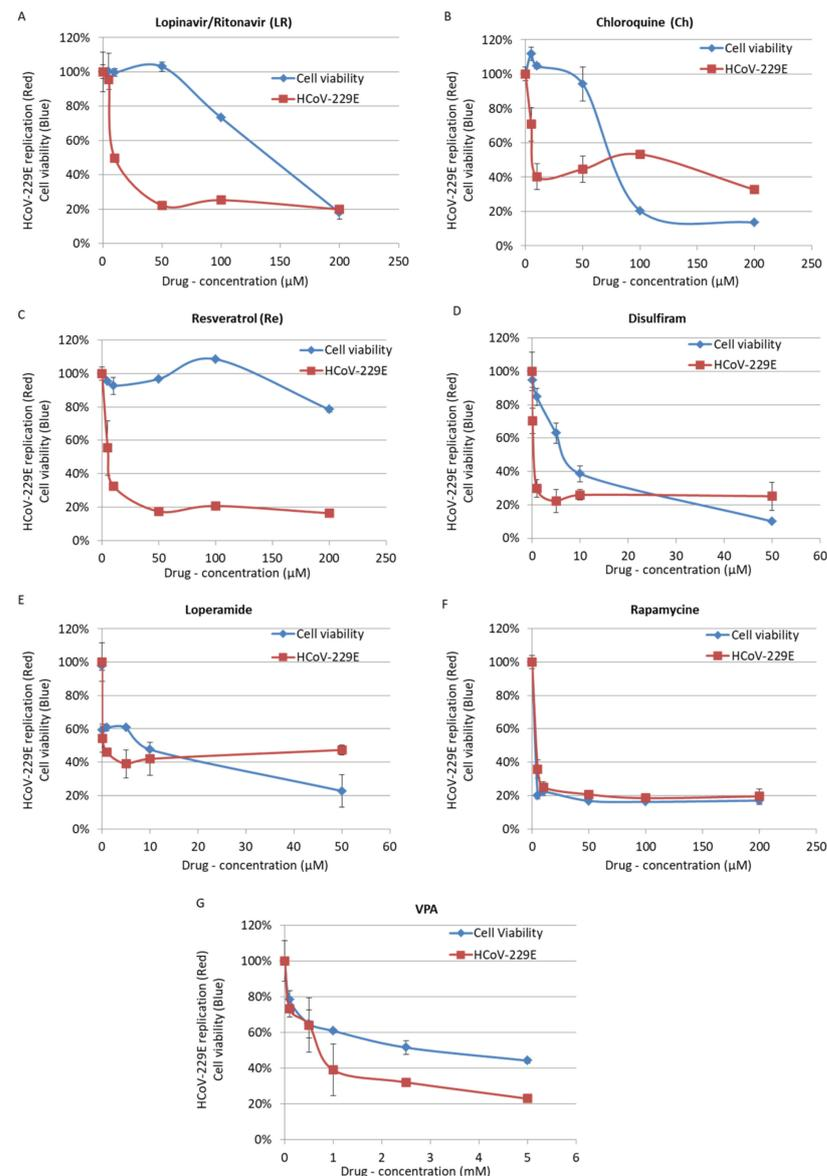 A
Lopinavir/Ritonavir (LR)
HCoV-229E replication (Red)
Cell viability (Blue)
120%
100%
80%
60%
40%
20%
0%
Cell viability
HCoV-229E
0 50 100 150 200 250
Drug - concentration (µM)
B
Chloroquine (Ch)
HCoV-229E replication (Red)
Cell viability (Blue)
120%
100%
80%
60%
40%
20%
0%
Cell viability
HCoV-229E
0 50 100 150 200 250
Drug - concentration (µM)
C
Resveratrol (Re)
HCoV-229E replication (Red)
Cell viability (Blue)
120%
100%
80%
60%
40%
20%
0%
Cell viability
HCoV-229E
0 50 100 150 200 250
Drug - concentration (µM)
D
Disulfiram
HCoV-229E replication (Red)
Cell viability (Blue)
120%
100%
80%
60%
40%
20%
0%
Cell viability
HCoV-229E
0 10 20 30 40 50 60
Drug - concentration (µM)
E
Loperamide
HCoV-229E replication (Red)
Cell viability (Blue)
120%
100%
80%
60%
40%
20%
0%
Cell viability
HCoV-229E
0 10 20 30 40 50 60
Drug - concentration (µM)
F
Rapamycine
HCoV-229E replication (Red)
Cell viability (Blue)
120%
100%
80%
60%
40%
20%
0%
Cell viability
HCoV-229E
0 50 100 150 200 250
Drug - concentration (µM)
G
VPA
HCoV-229E replication (Red)
Cell viability (Blue)
120%
100%
80%
60%
40%
20%
0%
Cell Viability
HCoV-229E
0 1 2 3 4 5 6
Drug - concentration (mM)